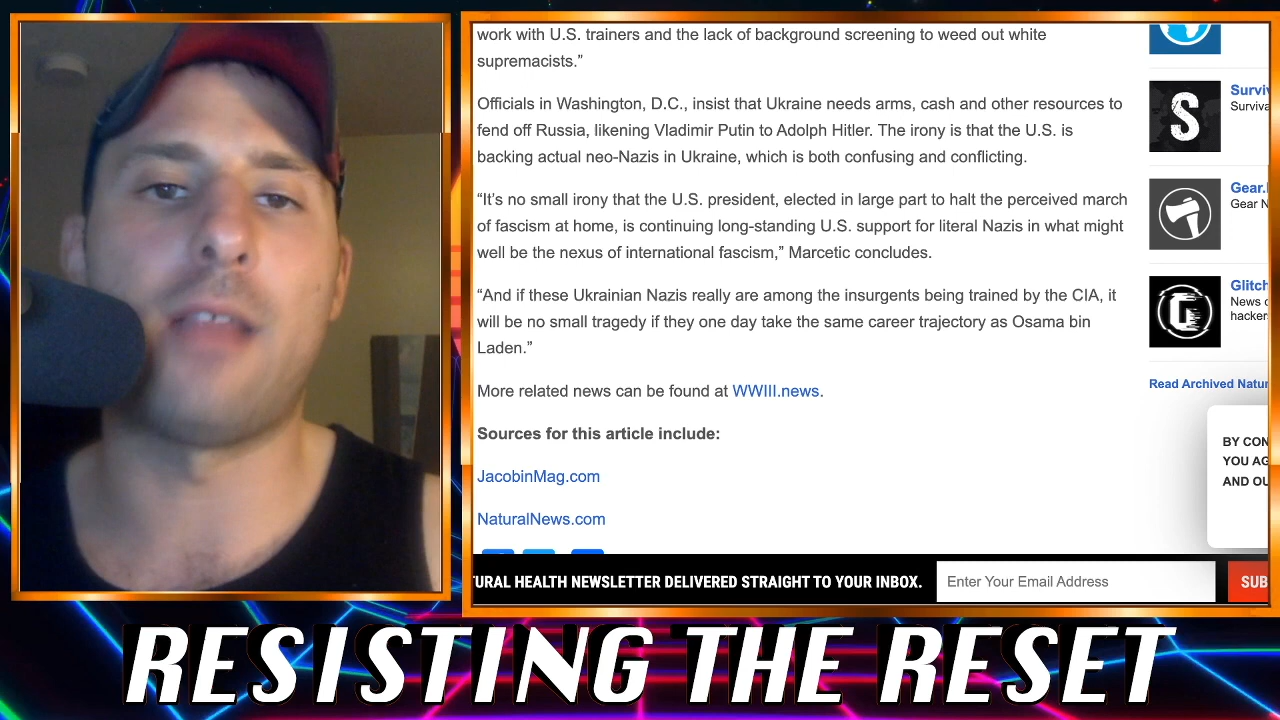 work with U.S. trainers and the lack of background screening to weed out white
supremacists.”
Officials in Washington, D.C., insist that Ukraine needs arms, cash and other resources to
fend off Russia, likening Vladimir Putin to Adolph Hitler. The irony is that the U.S. is
backing actual neo-Nazis in Ukraine, which is both confusing and conflicting.
“It’s no small irony that the U.S. president, elected in large part to halt the perceived march
of fascism at home, is continuing long-standing U.S. support for literal Nazis in what might
well be the nexus of international fascism,” Marcetic concludes.
“And if these Ukrainian Nazis really are among the insurgents being trained by the CIA, it
will be no small tragedy if they one day take the same career trajectory as Osama bin
Laden.”
More related news can be found at WWIII.news.
Sources for this article include:
JacobinMag.com
NaturalNews.com
S
Surviv
Surviva
Gear.
Gear N
G
Glitch
News o
hacker
Read Archived Natur
BY CON
YOU AG
AND OU
TURAL HEALTH NEWSLETTER DELIVERED STRAIGHT TO YOUR INBOX.
Enter Your Email Address
SUB
RESISTING THE RESET